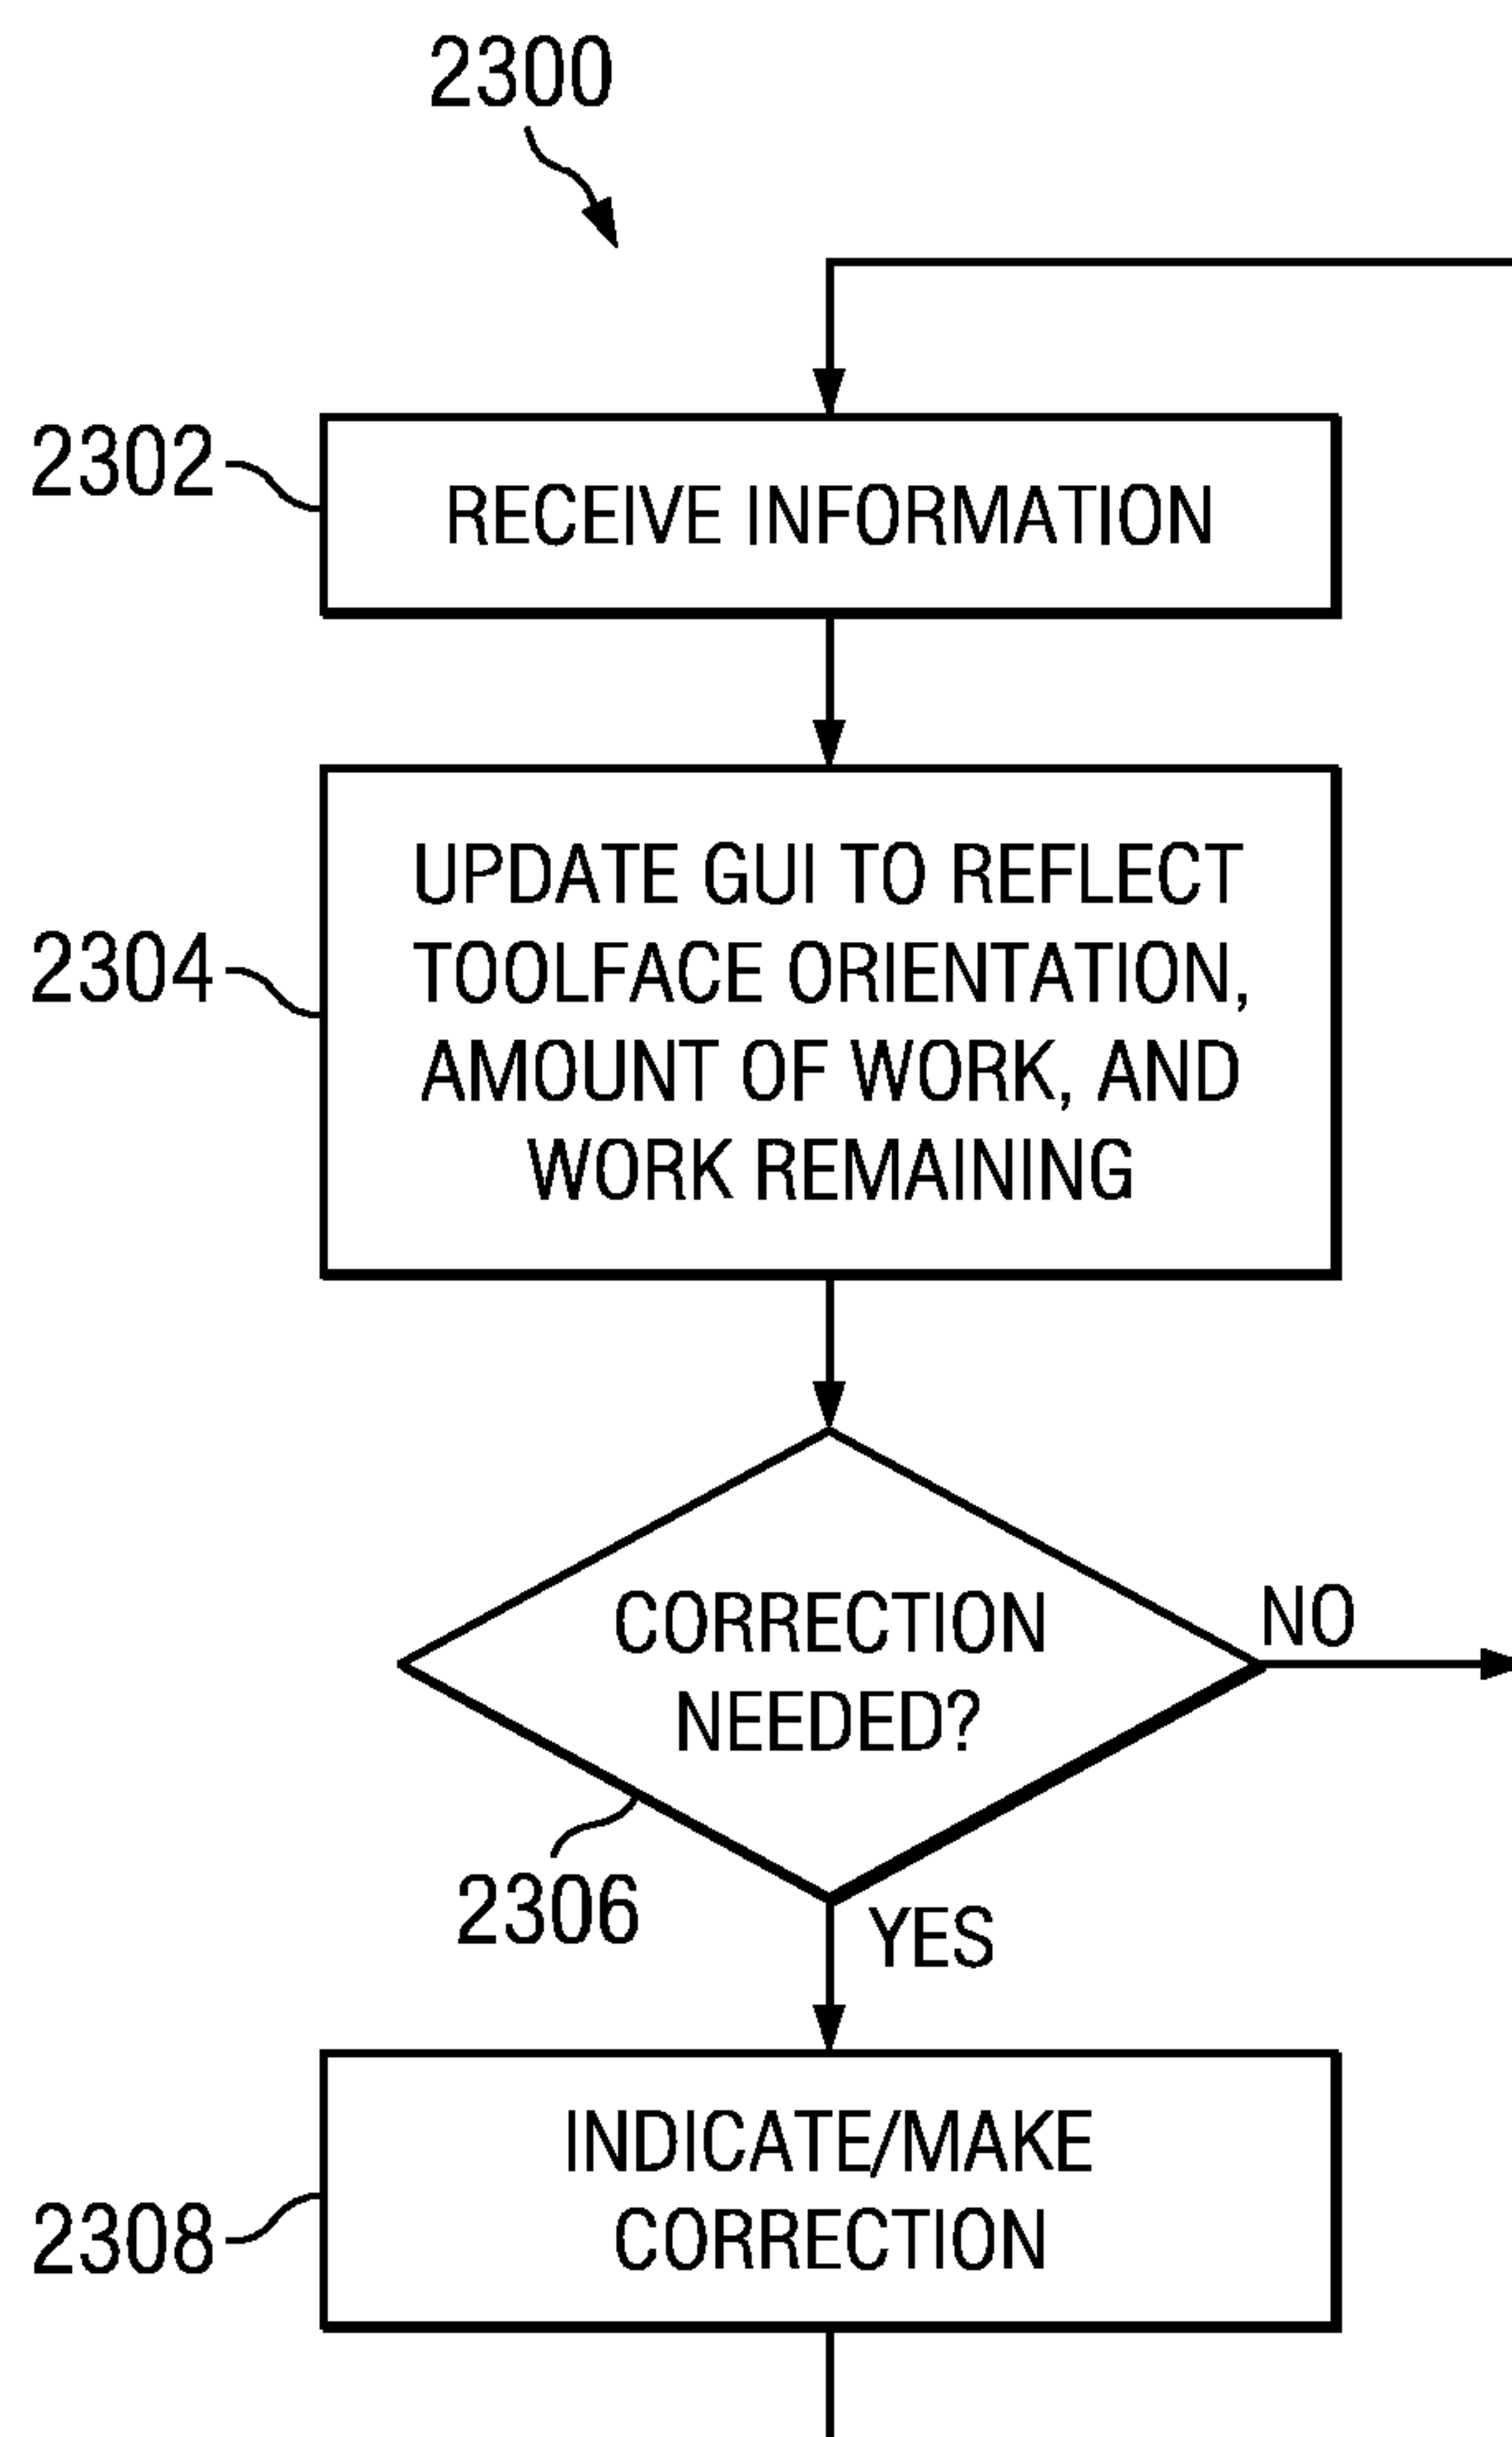 2300
2302
RECEIVE INFORMATION
2304
UPDATE GUI TO REFLECT
TOOLFACE ORIENTATION,
AMOUNT OF WORK, AND
WORK REMAINING
CORRECTION
NEEDED?
NO
2306
YES
2308
INDICATE/MAKE
CORRECTION